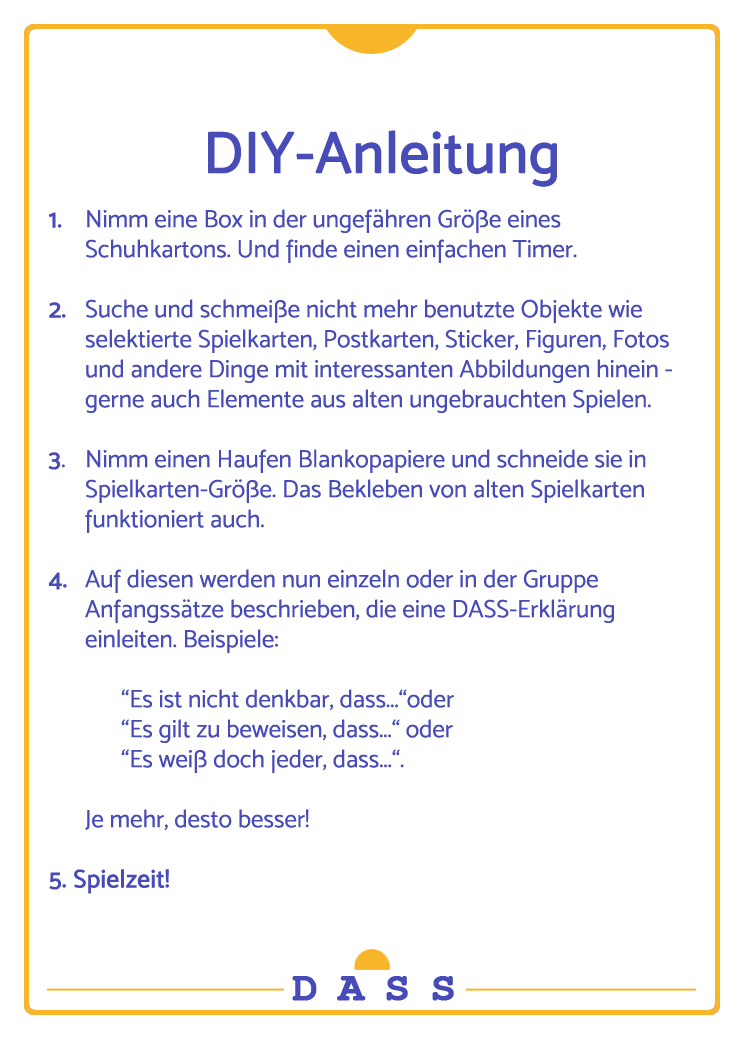 DIY-Anleitung
1. Nimm eine Box in der ungefähren Größe eines
Schuhkartons. Und finde einen einfachen Timer.
2. Suche und schmeiße nicht mehr benutzte Objekte wie
selektierte Spielkarten, Postkarten, Sticker, Figuren, Fotos
und andere Dinge mit interessanten Abbildungen hinein -
gerne auch Elemente aus alten ungebrauchten Spielen.
3. Nimm einen Haufen Blankopapiere und schneide sie in
Spielkarten-Größe. Das Bekleben von alten Spielkarten
funktioniert auch.
4. Auf diesen werden nun einzeln oder in der Gruppe
Anfangssätze beschrieben, die eine DASS-Erklärung
einleiten. Beispiele:
“Es ist nicht denkbar, dass...“oder
“Es gilt zu beweisen, dass...“ oder
“Es weiß doch jeder, dass...“.
Je mehr, desto besser!
5. Spielzeit!
D A S S